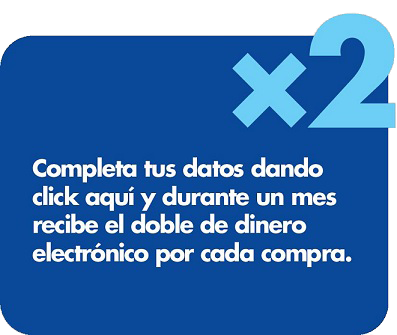 ×2
Completa tus datos dando
click aquí y durante un mes
recibe el doble de dinero
electrónico por cada compra.